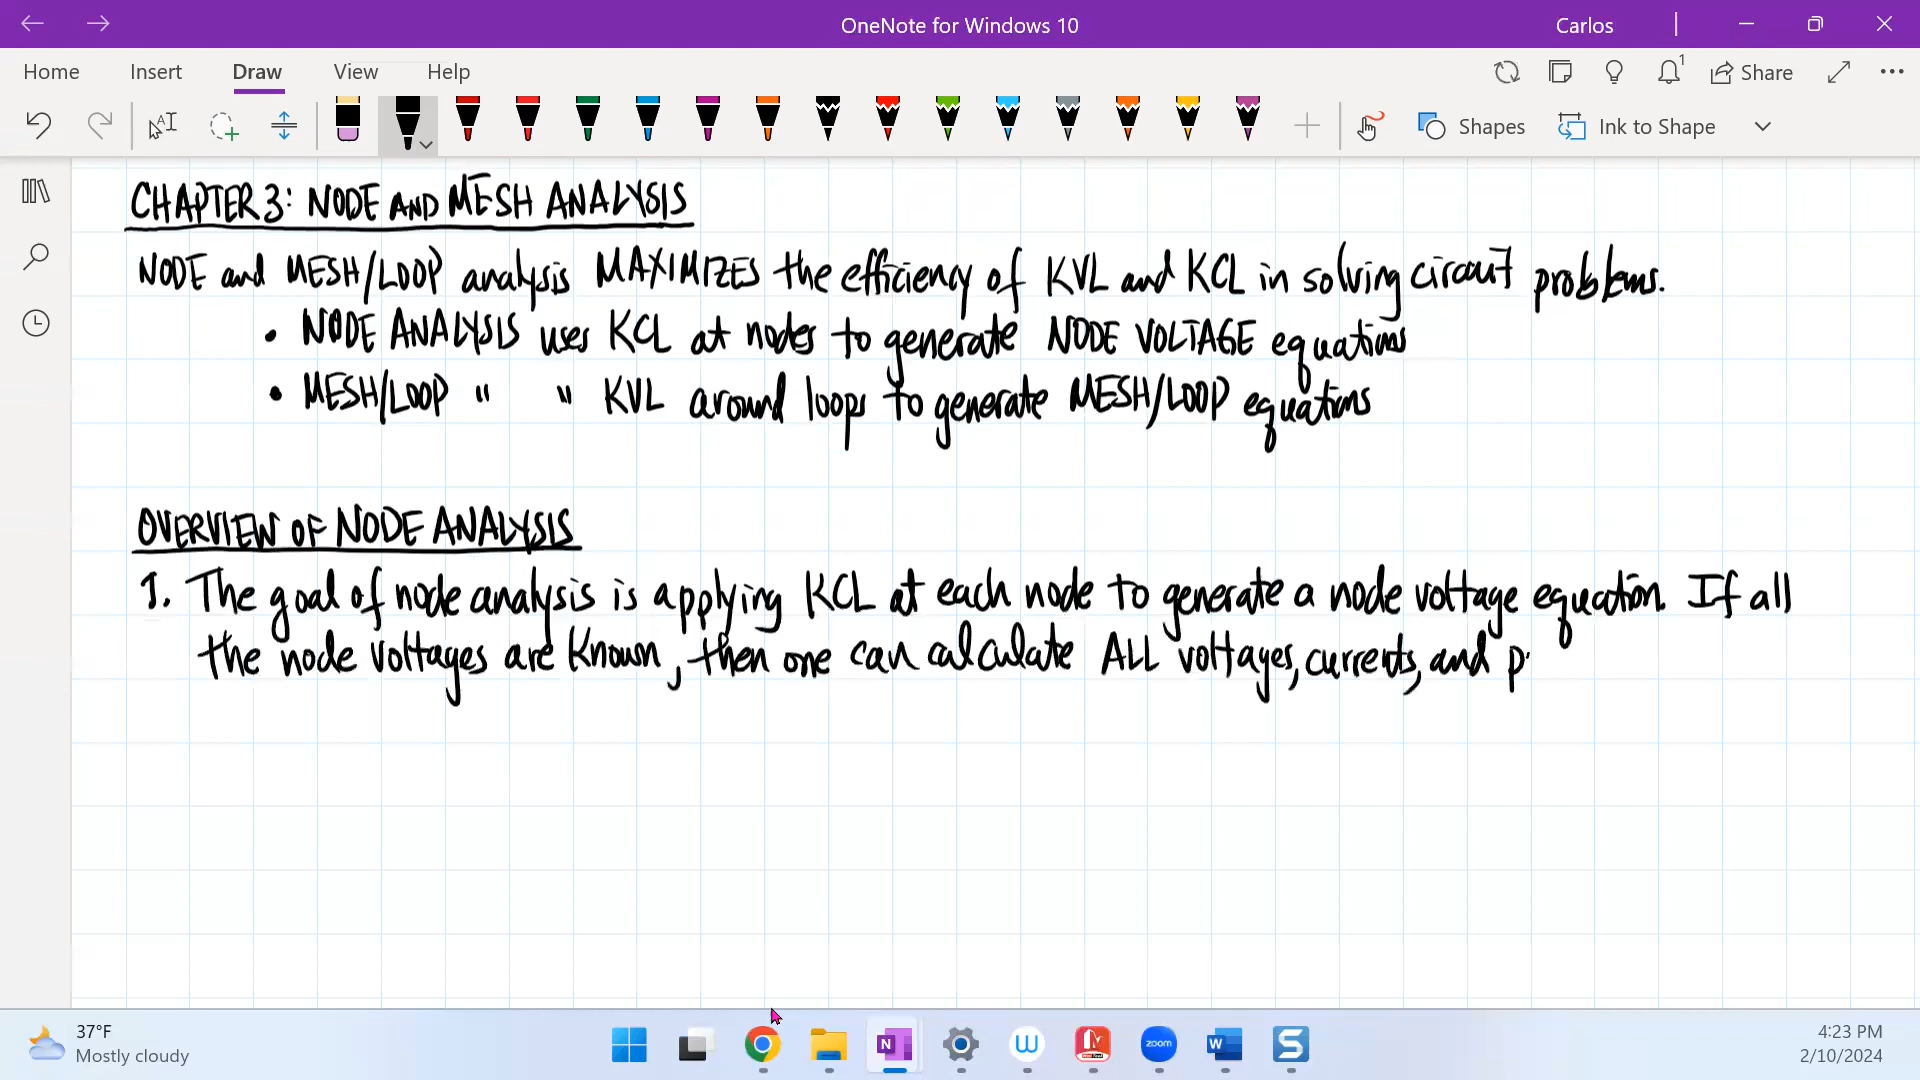 OneNote for Windows 10
Carlos
Home Insert Draw View Help
1
Share
Shapes Ink to Shape
CHAPTER 3: NODE AND MESH ANALYSIS
NODE and MESH/LOOP analysis MAXIMIZES the efficiency of KVL and KCL in solving circuit problems.
• NODE ANALYSIS uses KCL at nodes to generate NODE VOLTAGE equations
• MESH/LOOP " " KVL around loops to generate MESH/LOOP equations
OVERVIEW OF NODE ANALYSIS
1. The goal of node analysis is applying KCL at each node to generate a node voltage equation. If all
the node voltages are known, then one can calculate ALL voltages, currents, and p
37°F
Mostly cloudy
zoom
4:23 PM
2/10/2024